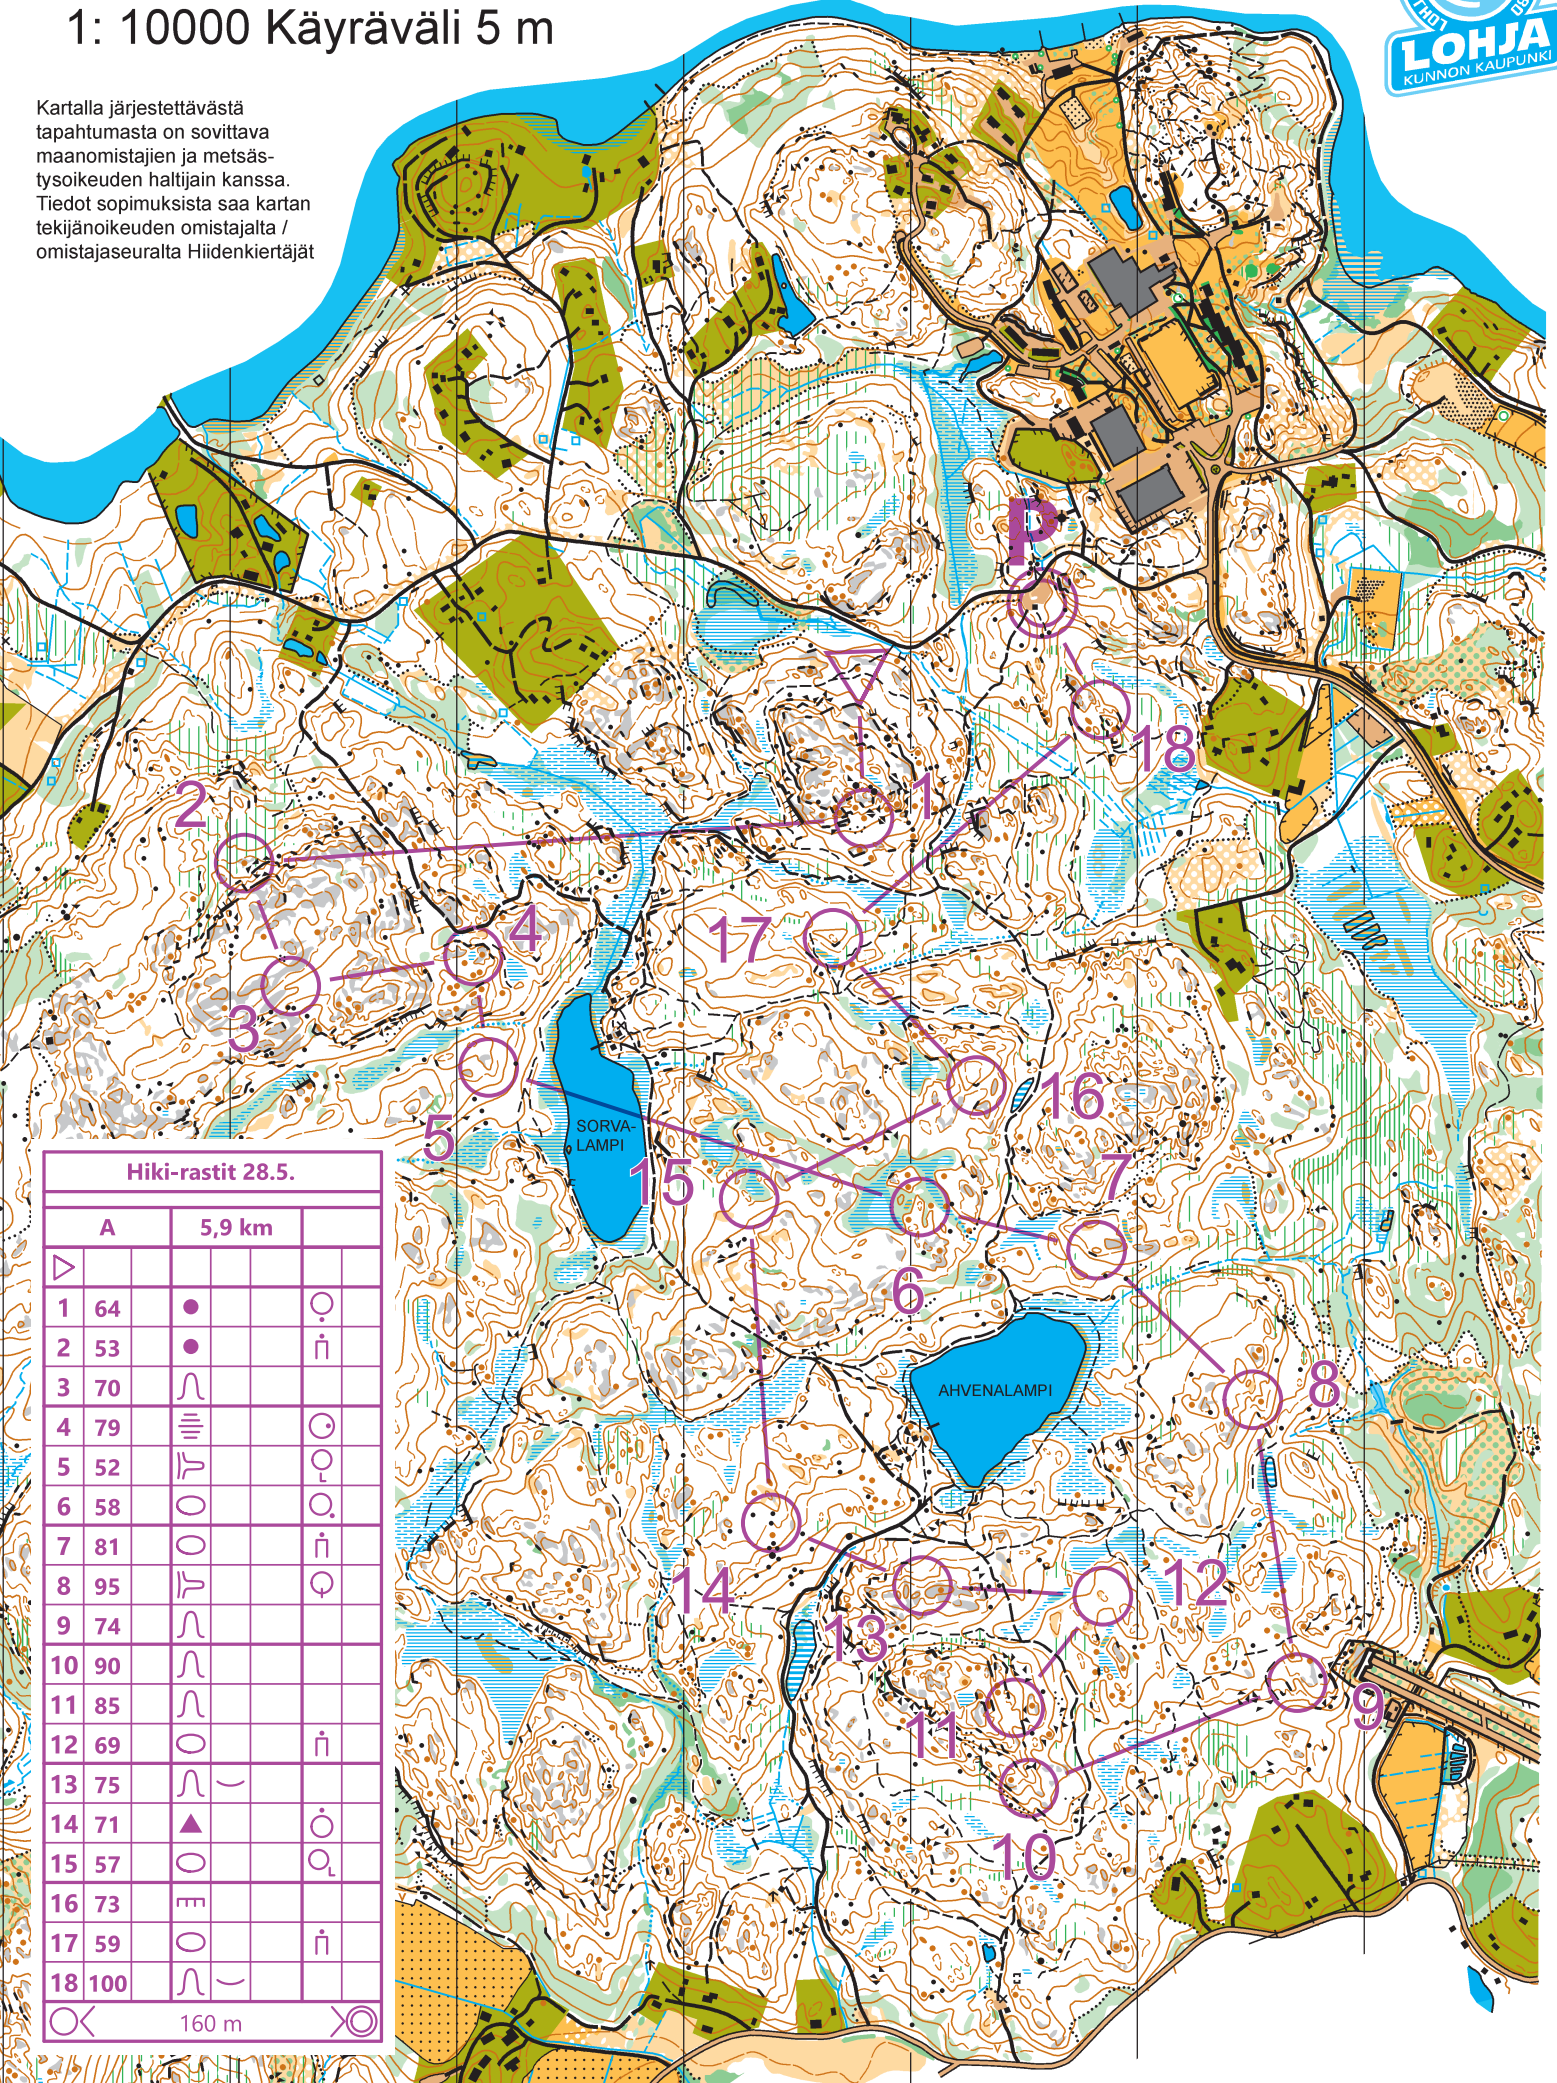 1: 10000 Käyräväli 5 m
LOHJA
KUNNON KAUPUNKI
Kartalla järjestettävästä
tapahtumasta on sovittava
maanomistajien ja metsäs-
tysoikeuden haltijain kanssa.
Tiedot sopimuksista saa kartan
tekijänoikeuden omistajalta /
omistajaseuralta Hiidenkiertäjät
P
18
1
2
4
17
3
16
5
SORVA-
LAMPI
15
7
6
8
AHVENALAMPI
14
12
13
9
11
10
Hiki-rastit 28.5.
A 5,9 km
1 64
2 53
3 70
4 79
5 52
6 58
7 81
8 95
9 74
10 90
11 85
12 69
13 75
14 71
15 57
16 73
17 59
18 100
160 m